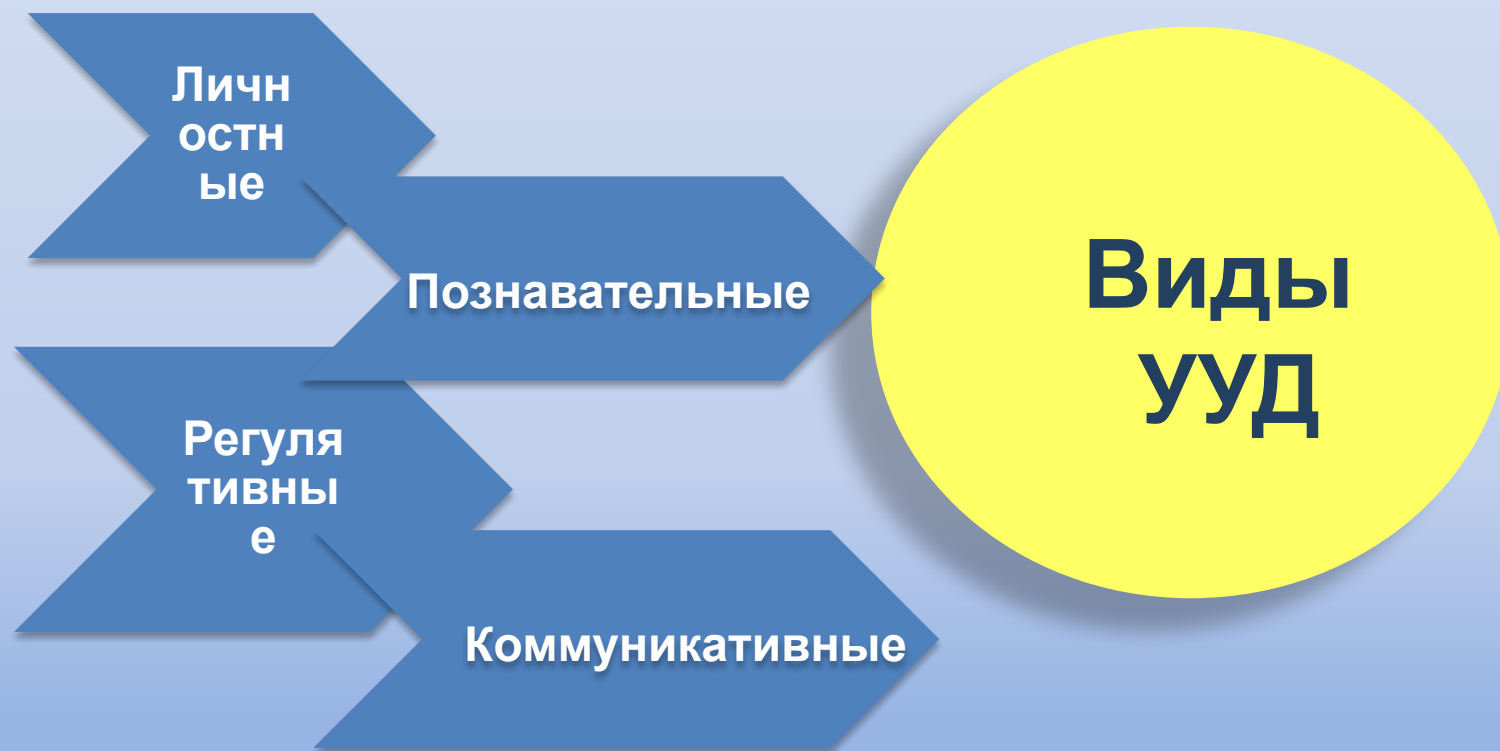 Личн
остн
ые
Познавательные
Регуля
тивны
е
Коммуникативные
Виды
УУД